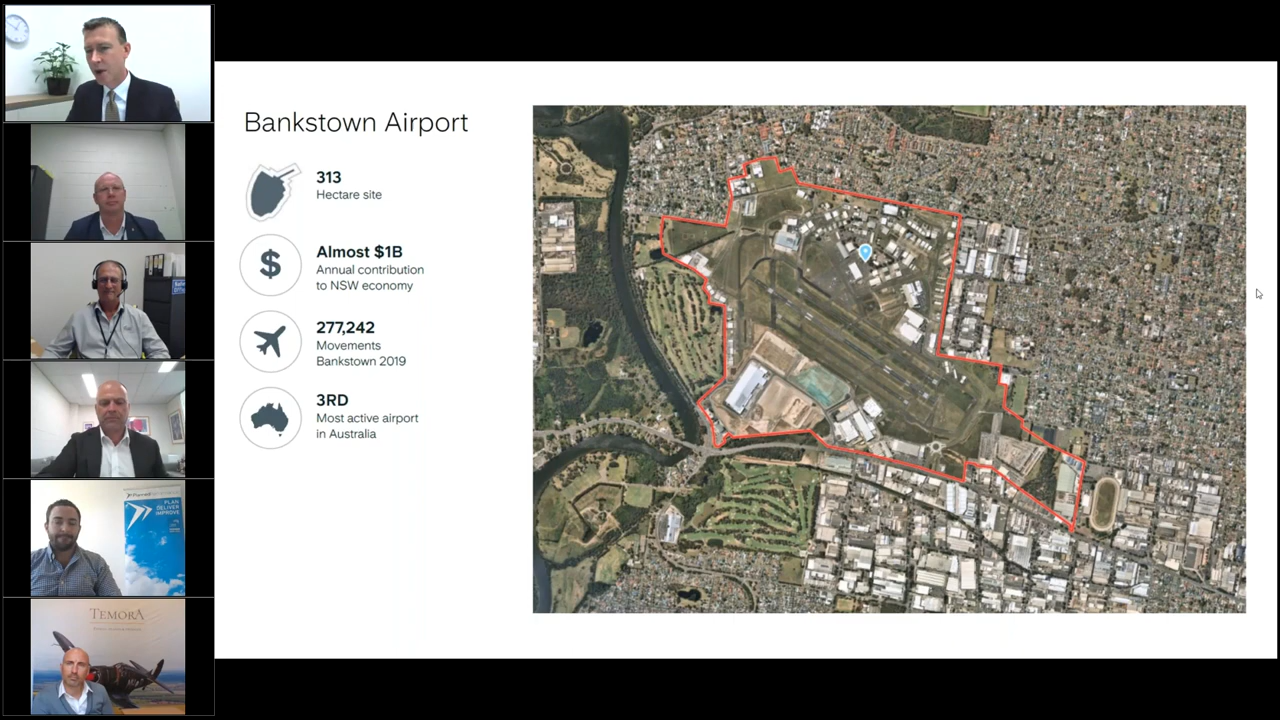 Bankstown Airport
313
Hectare site
$
Almost $1B
Annual contribution
to NSW economy
277,242
Movements
Bankstown 2019
3RD
Most active airport
in Australia
PLAN
DELIVER
IMPROVE
TEMORA